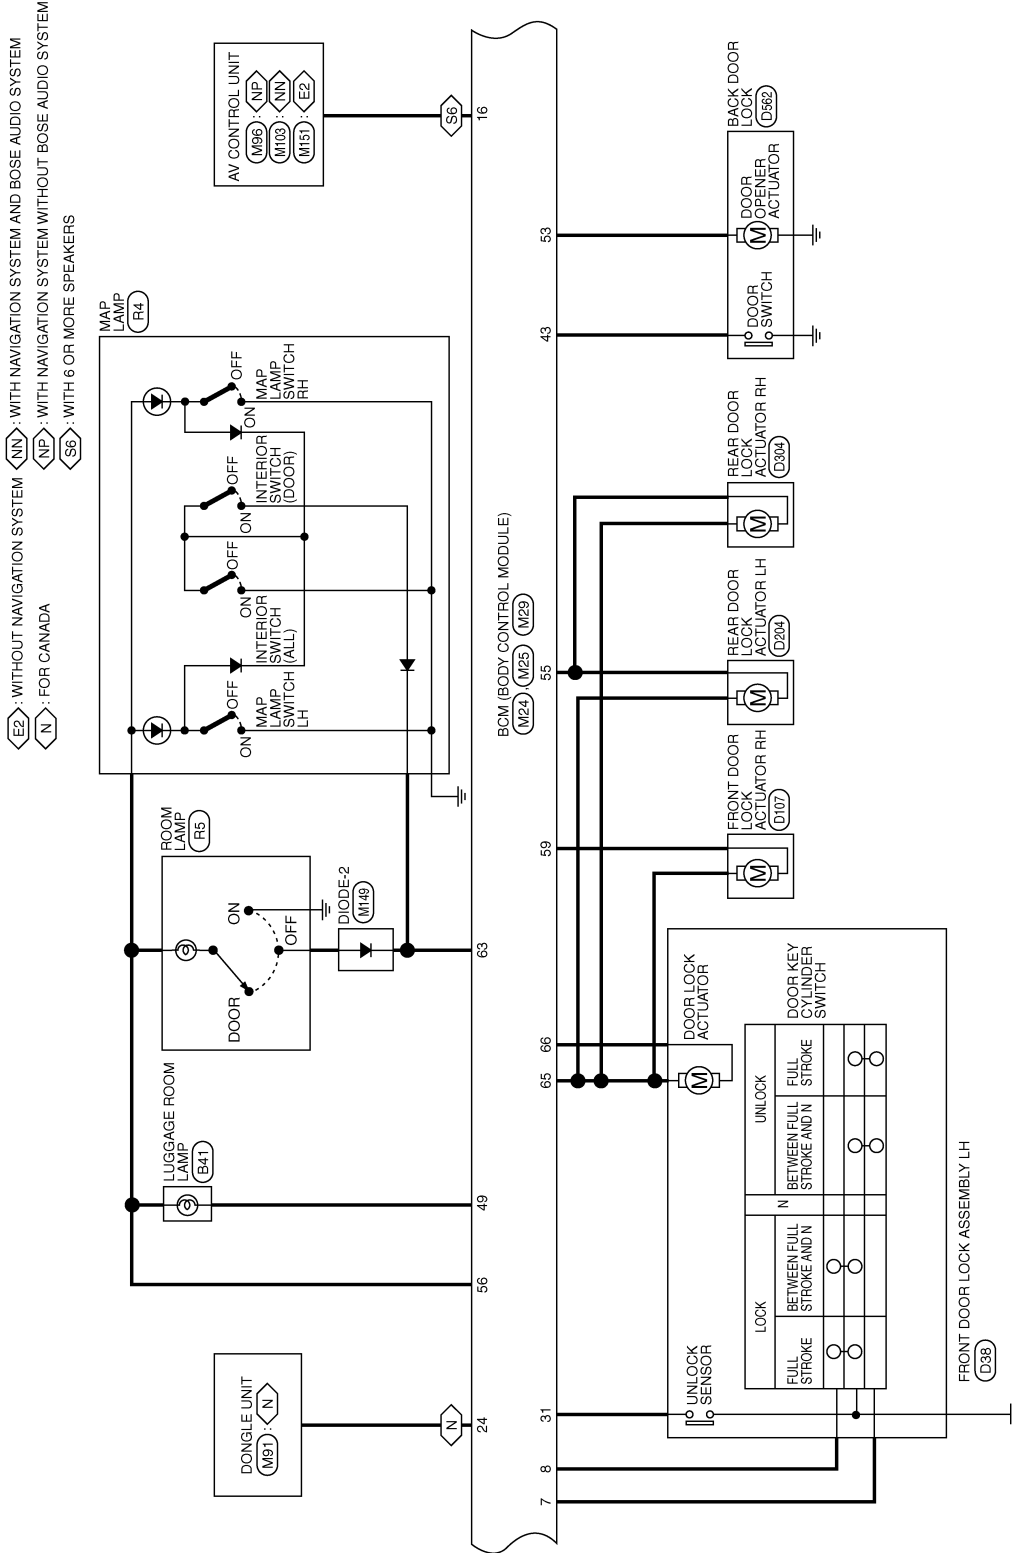 E2 : WITHOUT NAVIGATION SYSTEM
NN : WITH NAVIGATION SYSTEM AND BOSE AUDIO SYSTEM
N : FOR CANADA
NP : WITH NAVIGATION SYSTEM WITHOUT BOSE AUDIO SYSTEM
S6 : WITH 6 OR MORE SPEAKERS
DONGLE UNIT
M91 : N
N
24
56
LUGGAGE ROOM
LAMP
B41
49
ROOM
LAMP
R5
DOOR
ON
OFF
DIODE-2
M149
63
MAP
LAMP
R4
ON
OFF
MAP
LAMP
SWITCH
LH
ON
OFF
INTERIOR
SWITCH
(ALL)
ON
OFF
INTERIOR
SWITCH
(DOOR)
ON
OFF
MAP
LAMP
SWITCH
RH
AV CONTROL UNIT
M96 : NP
M103 : NN
M151 : E2
S6
16
BCM (BODY CONTROL MODULE)
M24 , M25 , M29
7
8
31
65
66
59
55
43
53
UNLOCK
SENSOR
DOOR LOCK
ACTUATOR
M
DOOR KEY
CYLINDER
SWITCH
LOCK
N
UNLOCK
FULL
STROKE
BETWEEN FULL
STROKE AND N
BETWEEN FULL
STROKE AND N
FULL
STROKE
FRONT DOOR LOCK ASSEMBLY LH
D38
FRONT DOOR
LOCK
ACTUATOR RH
D107
M
REAR DOOR
LOCK
ACTUATOR LH
D204
M
REAR DOOR
LOCK
ACTUATOR RH
D304
M
BACK DOOR
LOCK
D562
DOOR
SWITCH
DOOR
OPENER
ACTUATOR
M